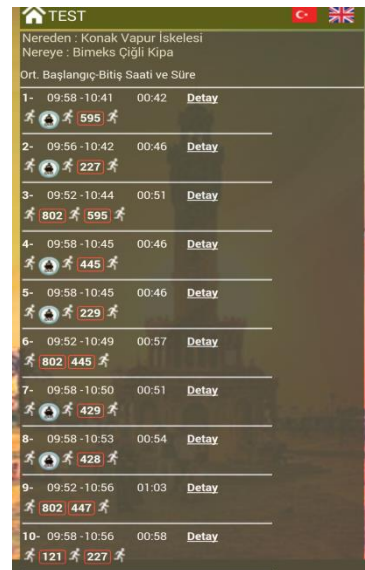 TEST
Nereden : Konak Vapur İskelesi
Nereye : Bimeks Çiğli Kipa
Ort. Başlangıç-Bitiş Saati ve Süre
1- 09:58 -10:41 00:42 Detay
595
2- 09:56 -10:42 00:46 Detay
227
3- 09:52 -10:44 00:51 Detay
802 595
4- 09:58 -10:45 00:46 Detay
445
5- 09:58 -10:45 00:46 Detay
229
6- 09:52 -10:49 00:57 Detay
802 445
7- 09:58 -10:50 00:51 Detay
429
8- 09:58 -10:53 00:54 Detay
428
9- 09:52 -10:56 01:03 Detay
802 447
10- 09:58 -10:56 00:58 Detay
121 227